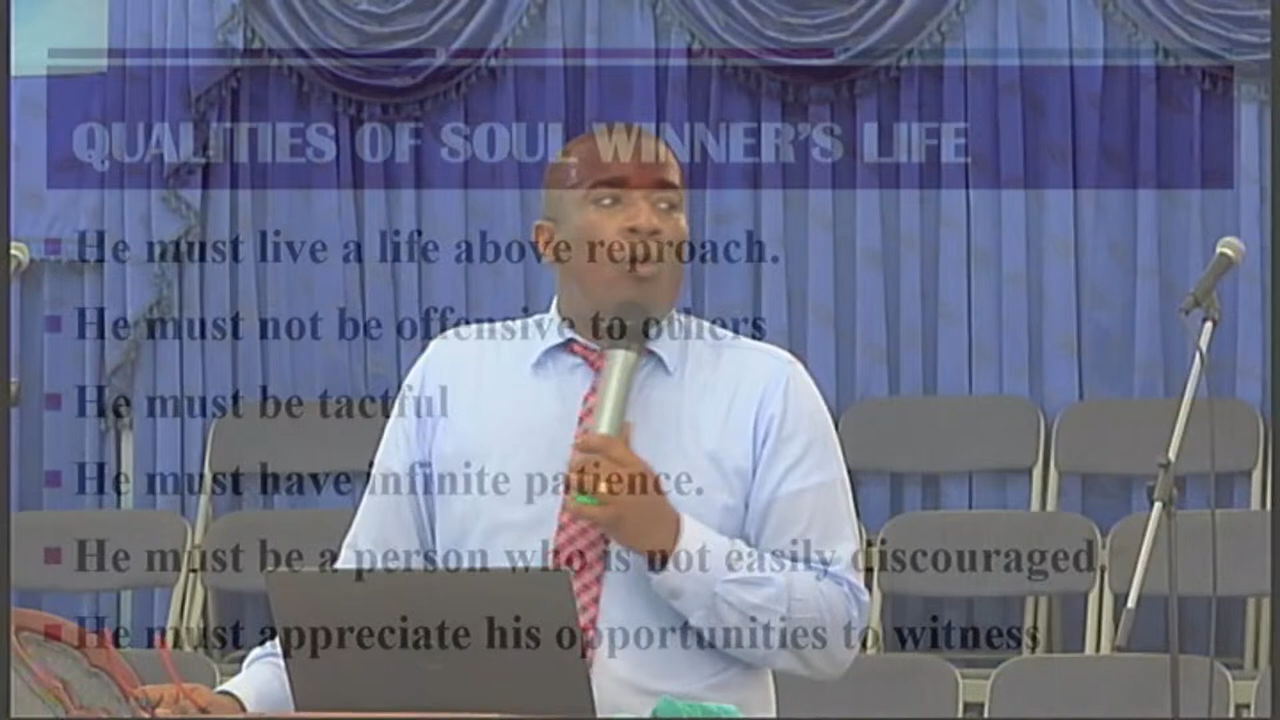 QUALITIES OF SOUL WINNER'S LIFE
He must live a life above reproach.
He must not be offensive to others
He must be tactful
He must have infinite patience.
He must be a person who is not easily discouraged.
He must appreciate his opportunities to witness